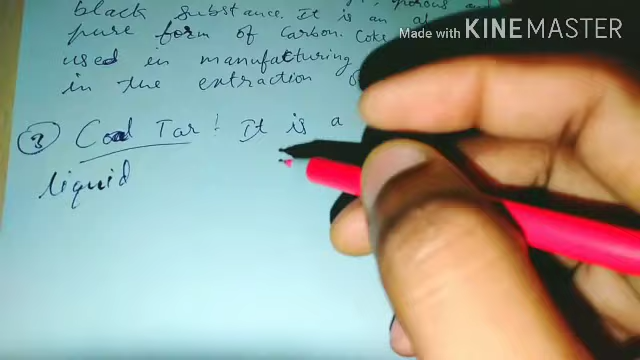 black substance. It is an
pure form of Carbon. Coke
used in manufacturing
in the extraction
③ Coal Tar! It is a
liquid
Made with KINEMASTER